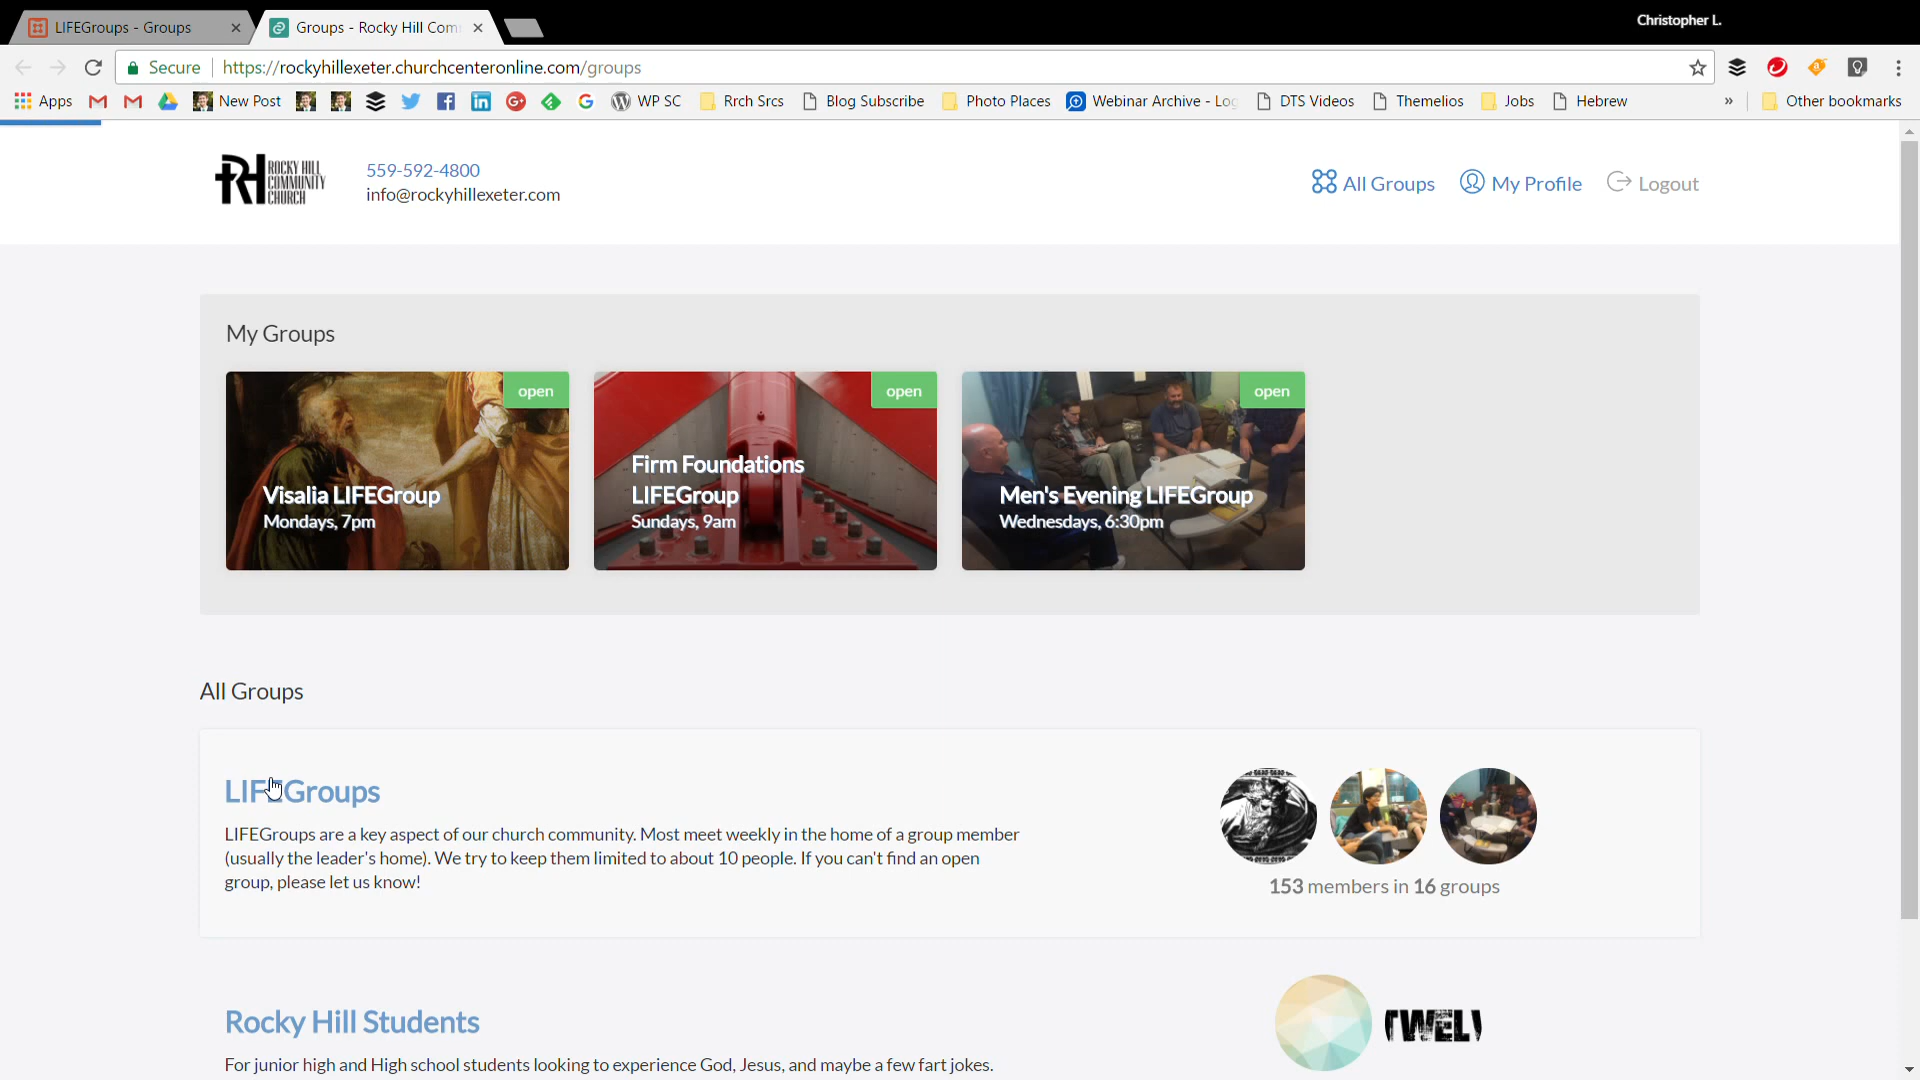 Christopher L.
LIFEGroups - Groups
Groups - Rocky Hill Com
Secure
https://rockyhillexeter.churchcenteronline.com/groups
Apps
New Post
WP SC
Rrch Srcs
Blog Subscribe
Photo Places
Webinar Archive - Log
DTS Videos
Themelios
Jobs
Hebrew
»
Other bookmarks
RH ROCKY HILL
COMMUNITY
CHURCH
559-592-4800
info@rockyhillexeter.com
All Groups
My Profile
Logout
My Groups
open
Visalia LIFEGroup
Mondays, 7pm
open
Firm Foundations
LIFEGroup
Sundays, 9am
open
Men's Evening LIFEGroup
Wednesdays, 6:30pm
All Groups
LIFEGroups
LIFEGroups are a key aspect of our church community. Most meet weekly in the home of a group member
(usually the leader's home). We try to keep them limited to about 10 people. If you can't find an open
group, please let us know!
153 members in 16 groups
Rocky Hill Students
For junior high and High school students looking to experience God, Jesus, and maybe a few fart jokes.